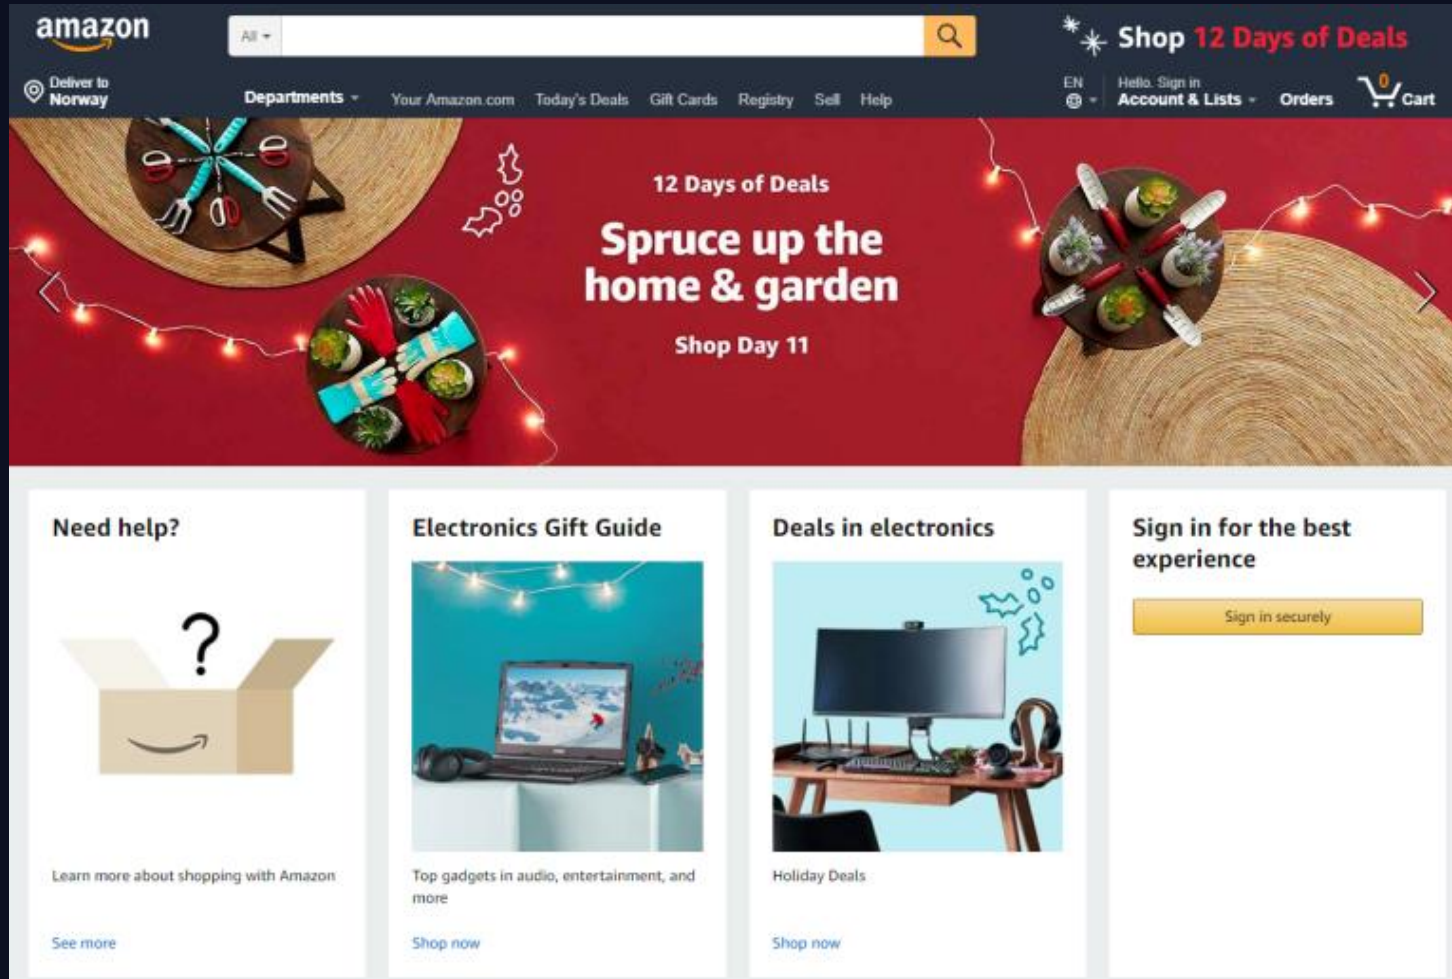 amazon
All
Shop 12 Days of Deals
Deliver to
Norway
Departments
Your Amazon.com Today's Deals Gift Cards Registry Sell Help
EN
Hello. Sign in
Account & Lists
Orders
0
Cart
12 Days of Deals
Spruce up the
home & garden
Shop Day 11
Need help?
?
Learn more about shopping with Amazon
See more
Electronics Gift Guide
Top gadgets in audio, entertainment, and
more
Shop now
Deals in electronics
Holiday Deals
Shop now
Sign in for the best
experience
Sign in securely